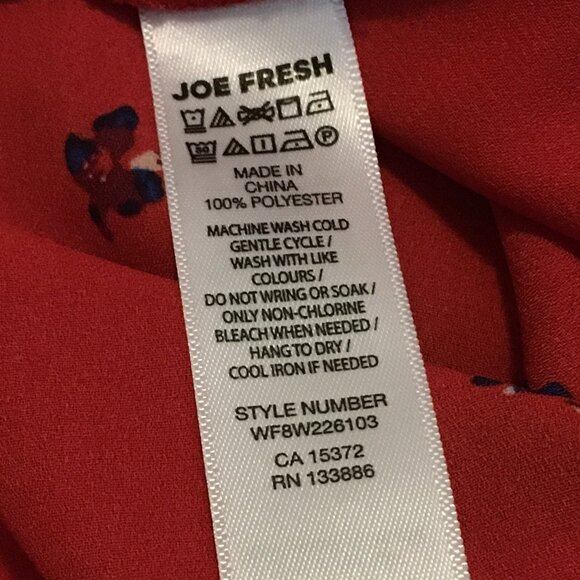 JOE FRESH
MADE IN
CHINA
100% POLYESTER
MACHINE WASH COLD
GENTLE CYCLE /
WASH WITH LIKE
COLOURS /
DO NOT WRING OR SOAK /
ONLY NON-CHLORINE
BLEACH WHEN NEEDED /
HANG TO DRY /
COOL IRON IF NEEDED
STYLE NUMBER
WF8W226103
CA 15372
RN 133886